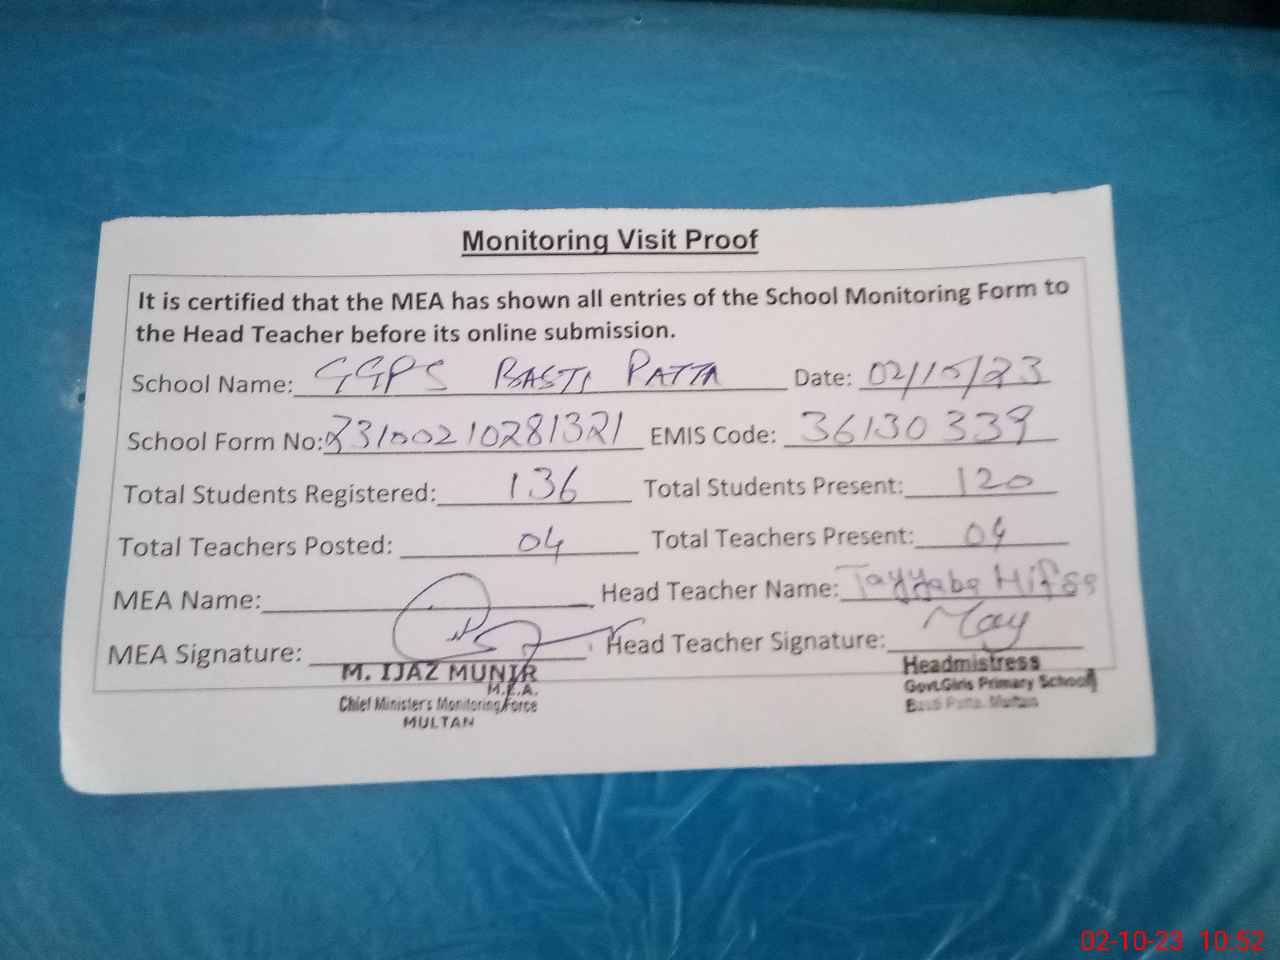 Monitoring Visit Proof
It is certified that the MEA has shown all entries of the School Monitoring Form to
the Head Teacher before its online submission.
School Name: GGPS BASTI PATTA Date: 02/10/23
School Form No: 33100210281321 EMIS Code: 36130339
Total Students Registered: 136 Total Students Present: 120
Total Teachers Posted: 04 Total Teachers Present: 04
MEA Name: Head Teacher Name: Tayyaba Hifsa
MEA Signature: Head Teacher Signature:
M. IJAZ MUNIR
M.E.A.
Chief Minister's Monitoring Force
MULTAN
Headmistress
Govt.Girls Primary School
Basti Patta, Multan
02-10-23 10:52